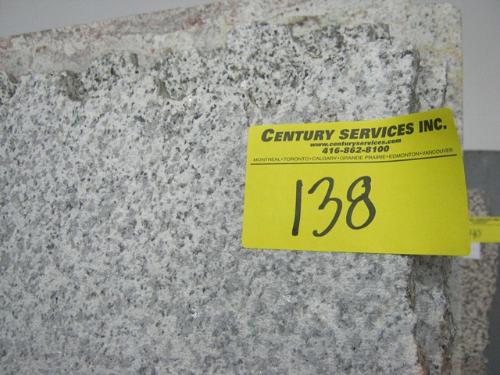 CENTURY SERVICES INC.
www.centuryservices.com
416-862-8100
MONTREAL•TORONTO•CALGARY•GRANDE PRAIRIE•EDMONTON•VANCOUVER
138